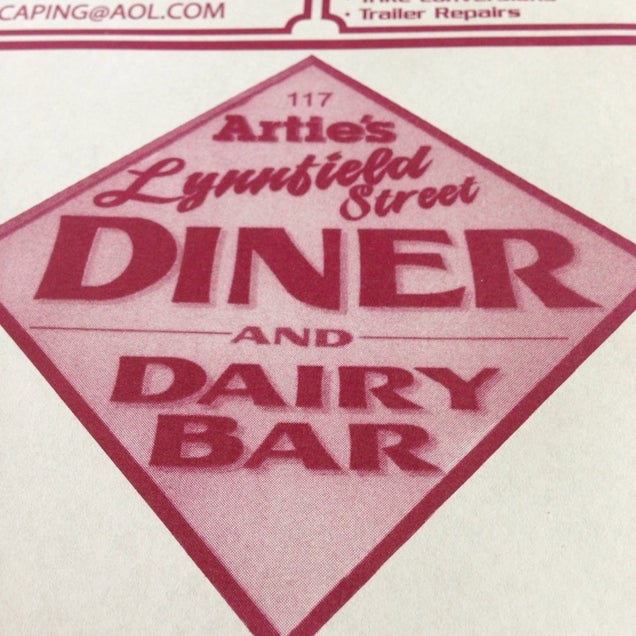 CAPING@AOL.COM
· Trailer Repairs
117
Artie's
Lynnfield
Street
DINER
AND
DAIRY
BAR